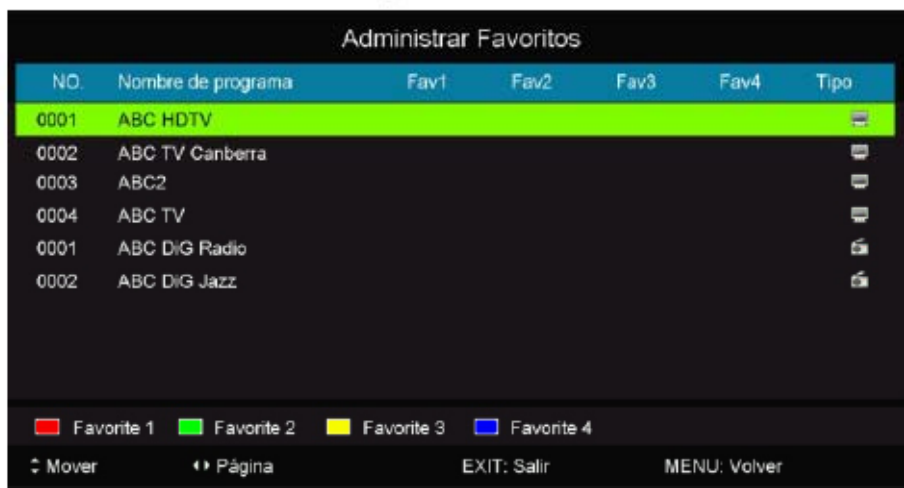 Administrar Favoritos
NO. Nombre de programa Fav1 Fav2 Fav3 Fav4 Tipo
0001 ABC HDTV
0002 ABC TV Canberra
0003 ABC2
0004 ABC TV
0001 ABC DiG Radio
0002 ABC DiG Jazz
Favorite 1 Favorite 2 Favorite 3 Favorite 4
Mover Página EXIT: Salir MENU: Volver